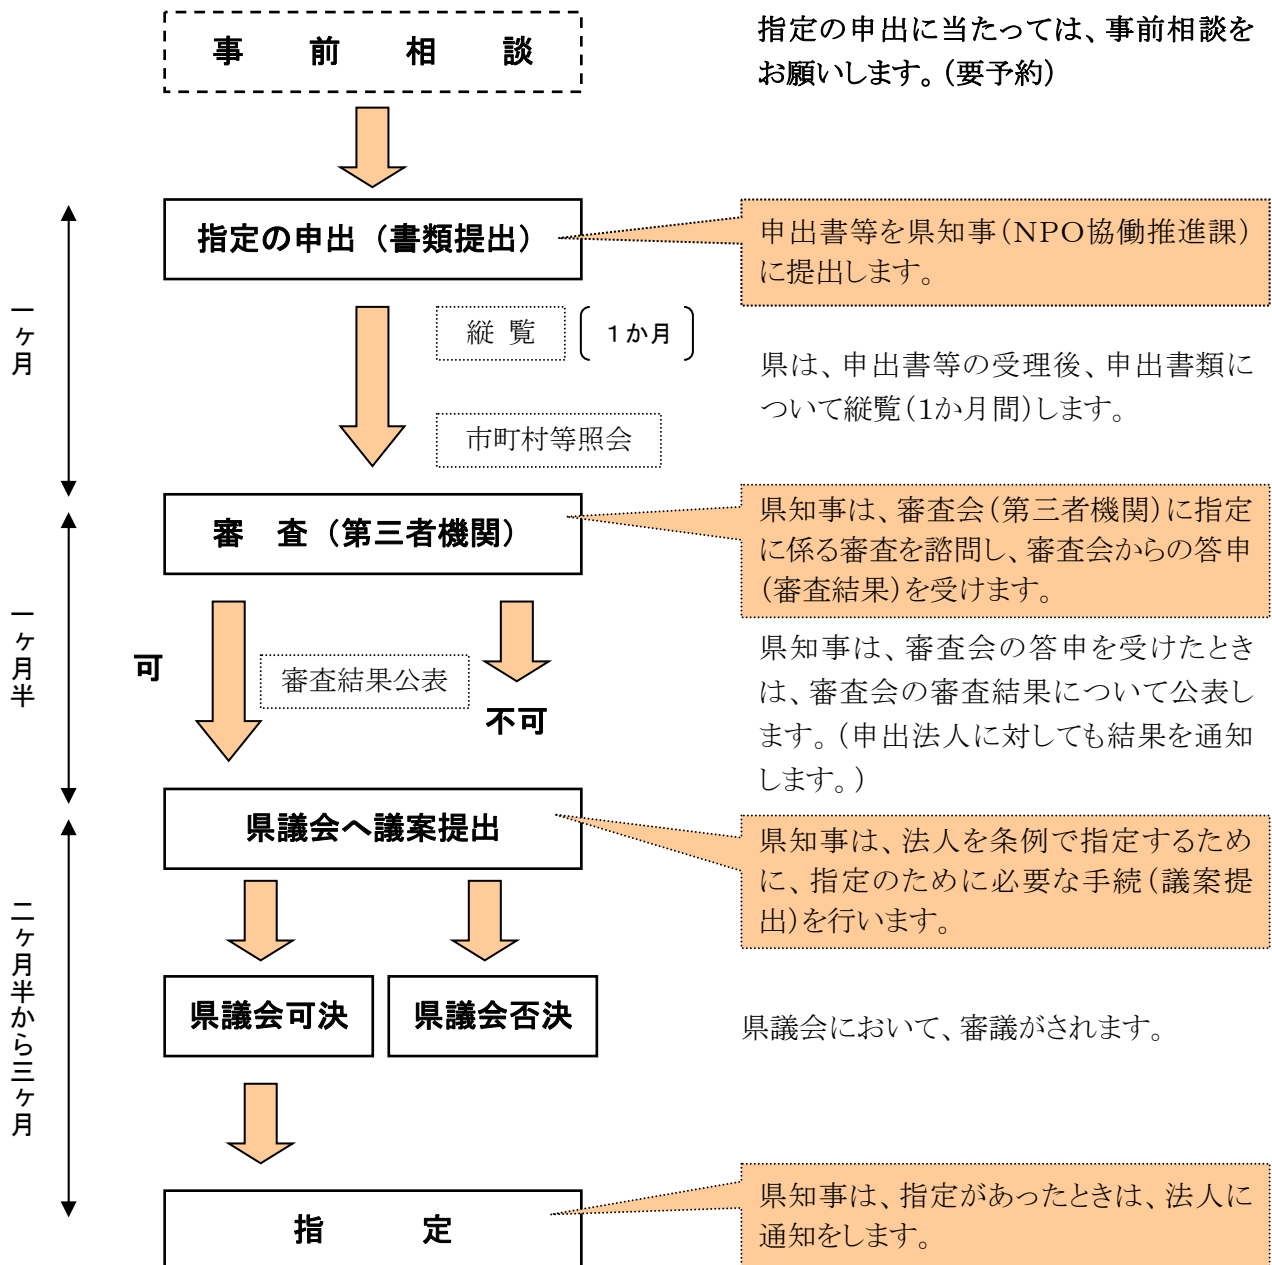 事　前　相　談
指定の申出に当たっては、事前相談を
お願いします。(要予約)
指定の申出（書類提出）
申出書等を県知事(NPO協働推進課)
に提出します。
一ヶ月
縦 覧
１か月
県は、申出書等の受理後、申出書類に
ついて縦覧(1か月間)します。
市町村等照会
審　査（第三者機関）
県知事は、審査会(第三者機関)に指定
に係る審査を諮問し、審査会からの答申
(審査結果)を受けます。
一ヶ月半
可
審査結果公表
不可
県知事は、審査会の答申を受けたとき
は、審査会の審査結果について公表し
ます。(申出法人に対しても結果を通知
します。)
県議会へ議案提出
県知事は、法人を条例で指定するため
に、指定のために必要な手続(議案提
出)を行います。
二ヶ月半から三ヶ月
県議会可決
県議会否決
県議会において、審議がされます。
指　　定
県知事は、指定があったときは、法人に
通知をします。